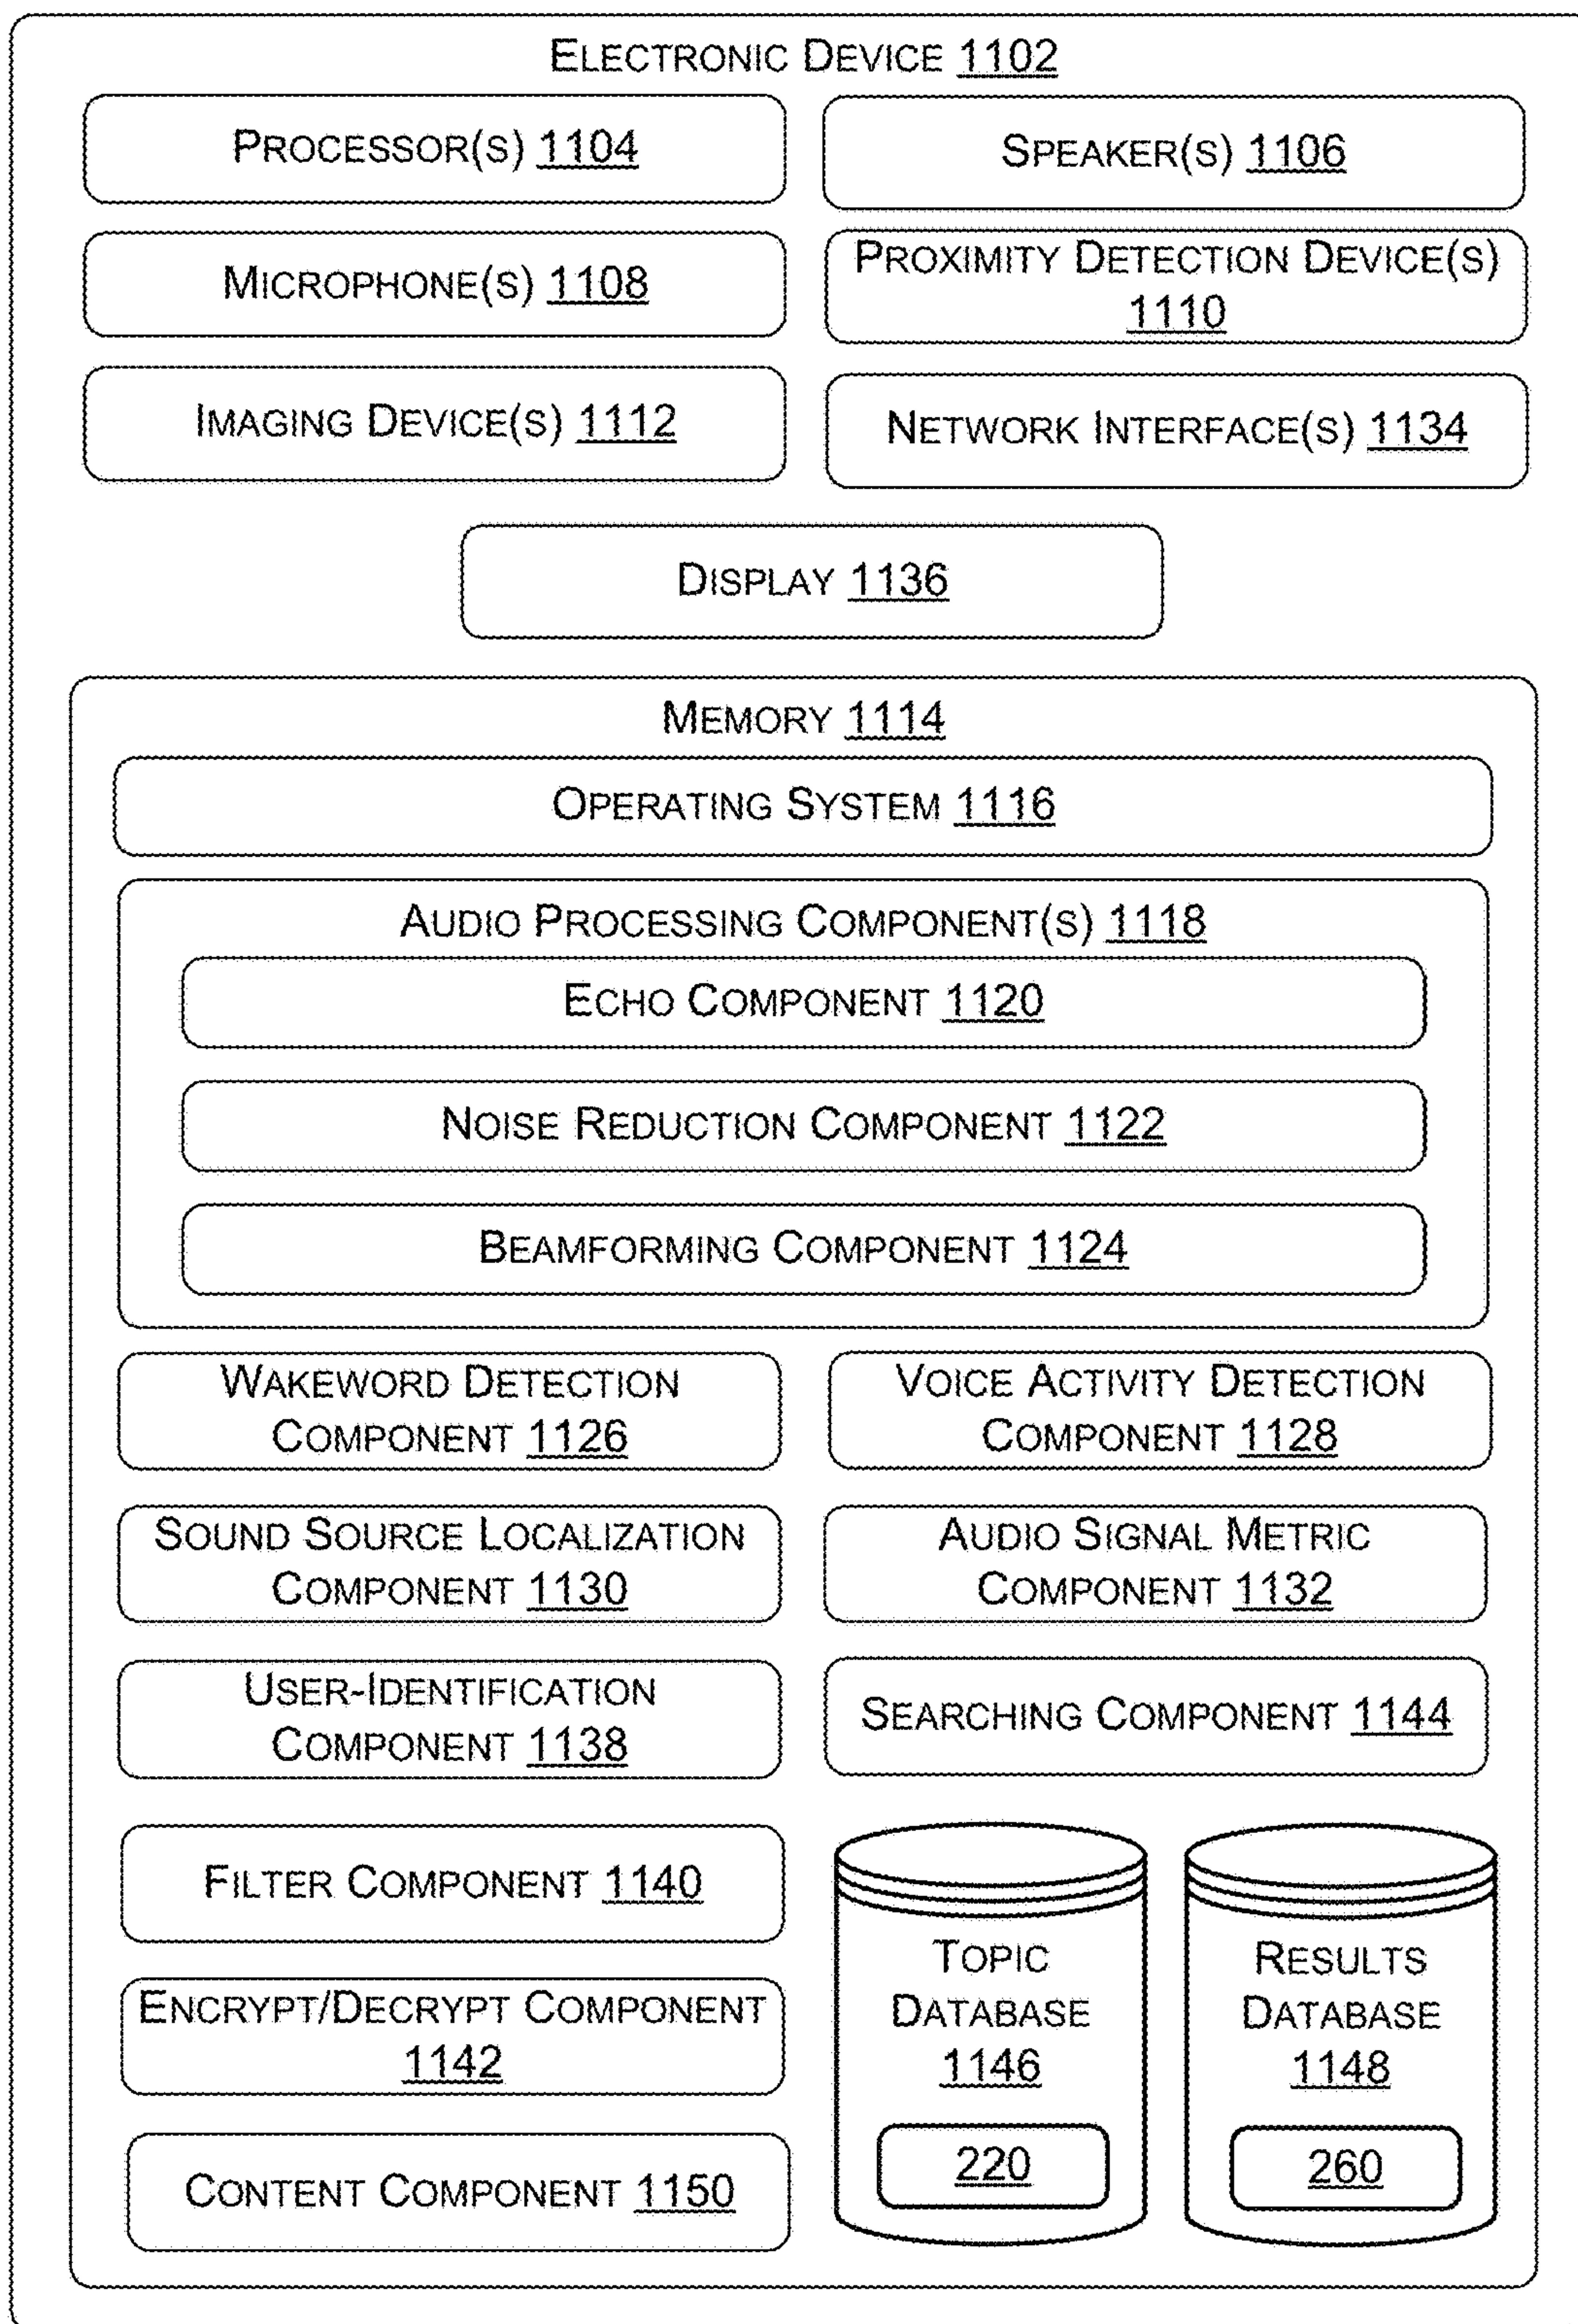 ELECTRONIC DEVICE 1102
PROCESSOR(S) 1104
SPEAKER(S) 1106
MICROPHONE(S) 1108
PROXIMITY DETECTION DEVICE(S)
1110
IMAGING DEVICE(S) 1112
NETWORK INTERFACE(S) 1134
DISPLAY 1136
MEMORY 1114
OPERATING SYSTEM 1116
AUDIO PROCESSING COMPONENT(S) 1118
ECHO COMPONENT 1120
NOISE REDUCTION COMPONENT 1122
BEAMFORMING COMPONENT 1124
WAKEWORD DETECTION
COMPONENT 1126
VOICE ACTIVITY DETECTION
COMPONENT 1128
SOUND SOURCE LOCALIZATION
COMPONENT 1130
AUDIO SIGNAL METRIC
COMPONENT 1132
USER-IDENTIFICATION
COMPONENT 1138
SEARCHING COMPONENT 1144
FILTER COMPONENT 1140
ENCRYPT/DECRYPT COMPONENT
1142
CONTENT COMPONENT 1150
TOPIC
DATABASE
1146
220
RESULTS
DATABASE
1148
260